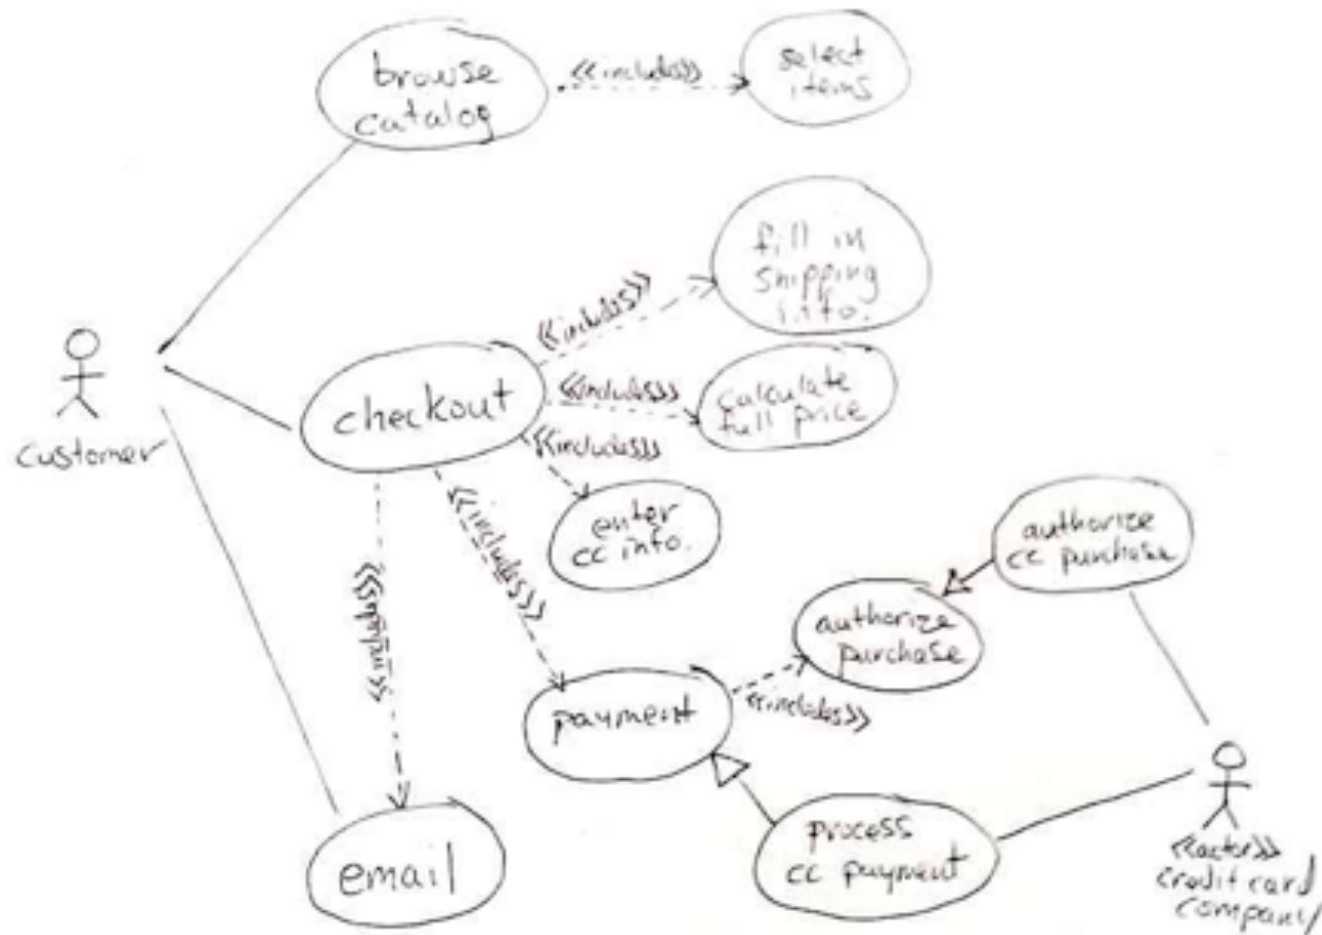 browse
catalog
<<includes>>
select
items
fill in
shipping
info.
<<includes>>
checkout
<<includes>>
calculate
full price
customer
<<includes>>
enter
cc info.
<<includes>>
<<includes>>
authorize
cc purchase
authorize
purchase
payment
<<includes>>
email
process
cc payment
<<actor>>
credit card
company